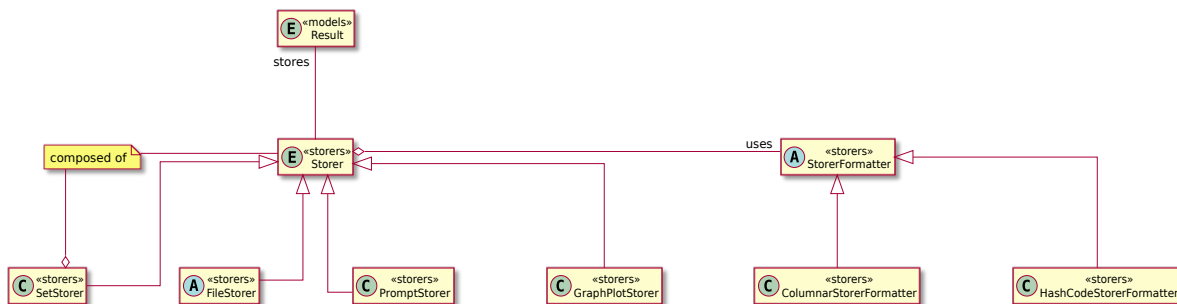 E «models»
Result
stores
composed of
E «storers»
Storer
uses
A «storers»
StorerFormatter
C «storers»
SetStorer
A «storers»
FileStorer
C «storers»
PromptStorer
C «storers»
GraphPlotStorer
C «storers»
ColumnarStorerFormatter
C «storers»
HashCodeStorerFormatter